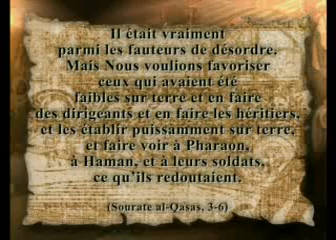 Il était vraiment
parmi les fauteurs de désordre.
Mais Nous voulions favoriser
ceux qui avaient été
faibles sur terre et en faire
des dirigeants et en faire les héritiers,
et les établir puissamment sur terre,
et faire voir à Pharaon,
à Haman, et à leurs soldats,
ce qu'ils redoutaient.
(Sourate al-Qasas, 3-6)